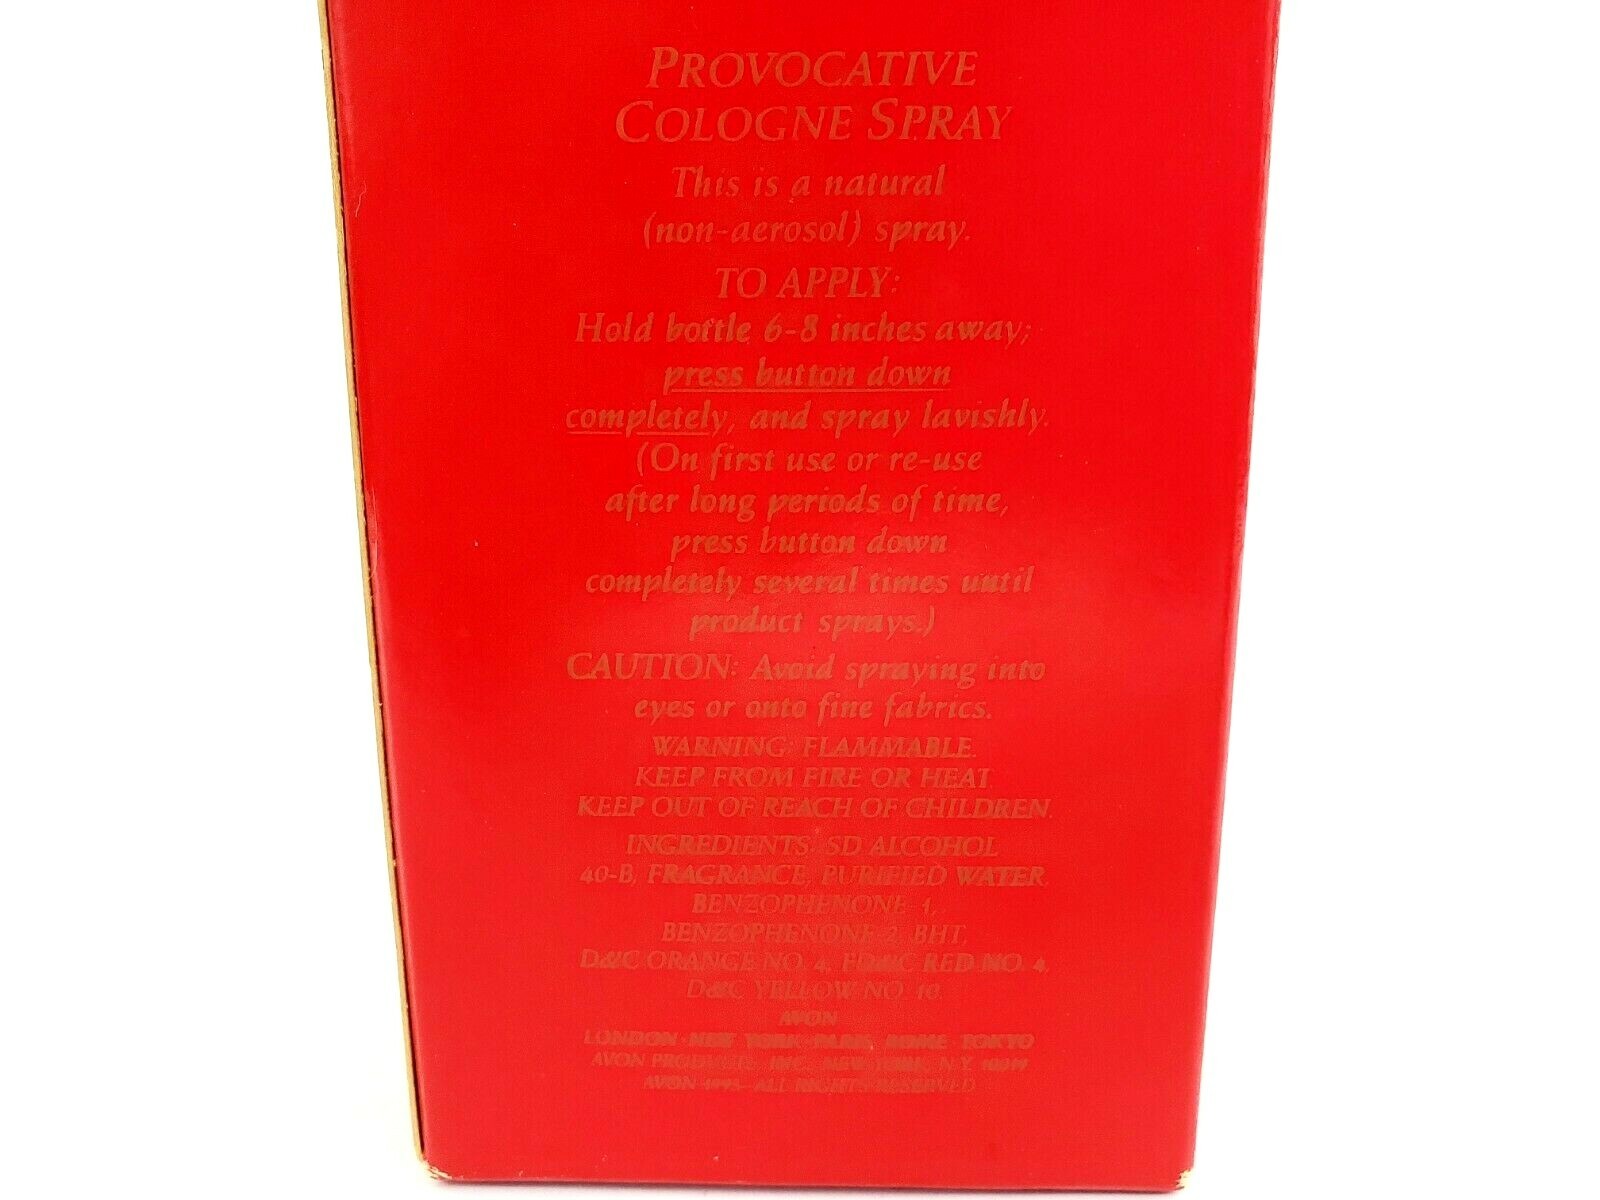 PROVOCATIVE
COLOGNE SPRAY
This is a natural
(non-aerosol) spray.
TO APPLY:
Hold bottle 6-8 inches away;
press button down
completely, and spray lavishly.
(On first use or re-use
after long periods of time,
press button down
completely several times until
product sprays.)
CAUTION: Avoid spraying into
eyes or onto fine fabrics.
WARNING: FLAMMABLE.
KEEP FROM FIRE OR HEAT.
KEEP OUT OF REACH OF CHILDREN.
INGREDIENTS: SD ALCOHOL
40-B, FRAGRANCE, PURIFIED WATER,
BENZOPHENONE-1,
BENZOPHENONE-2, BHT,
D&C ORANGE NO. 4, FD&C RED NO. 4,
D&C YELLOW NO. 10.
AVON
LONDON · NEW YORK · PARIS, ROME · TOKYO
AVON PRODUCTS, INC., NEW YORK, N.Y.
AVON ALL RIGHTS RESERVED